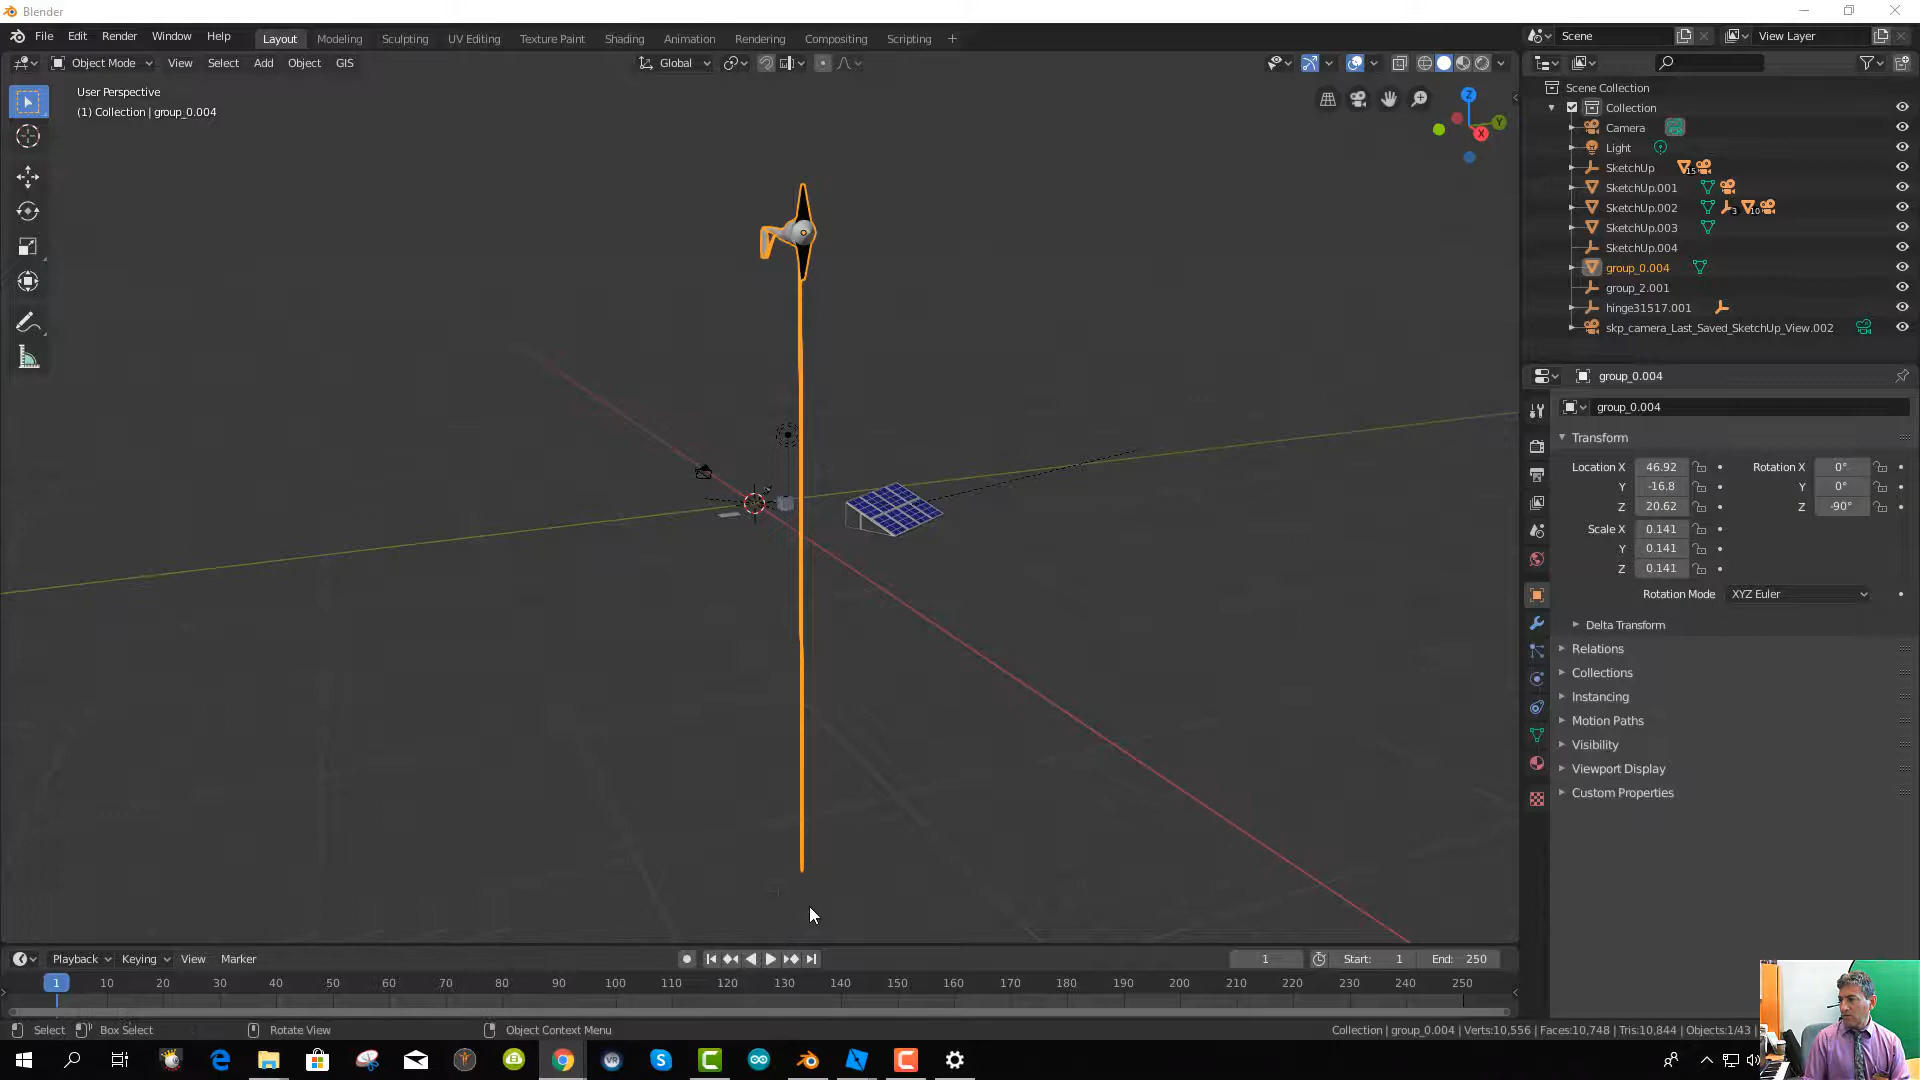 Blender
File Edit Render Window Help
Layout Modeling Sculpting UV Editing Texture Paint Shading Animation Rendering Compositing Scripting +
Scene
View Layer
Object Mode View Select Add Object GIS
Global
User Perspective
(1) Collection | group_0.004
Z
Y
X
Scene Collection
Collection
Camera
Light
SketchUp 15
SketchUp.001
SketchUp.002 3 10
SketchUp.003
SketchUp.004
group_0.004
group_2.001
hinge31517.001
skp_camera_Last_Saved_SketchUp_View.002
group_0.004
group_0.004
Transform
Location X 46.92 Rotation X 0°
Y -16.8 Y 0°
Z 20.62 Z -90°
Scale X 0.141
Y 0.141
Z 0.141
Rotation Mode XYZ Euler
Delta Transform
Relations
Collections
Instancing
Motion Paths
Visibility
Viewport Display
Custom Properties
Playback Keying View Marker
1 Start: 1 End: 250
1 10 20 30 40 50 60 70 80 90 100 110 120 130 140 150 160 170 180 190 200 210 220 230 240 250
Select Box Select Rotate View Object Context Menu
Collection | group_0.004 | Verts:10,556 | Faces:10,748 | Tris:10,844 | Objects:1/43